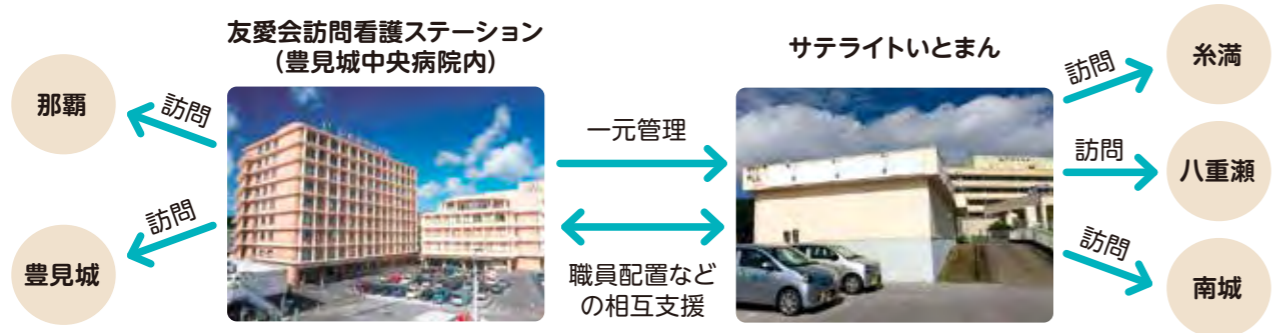 友愛会訪問看護ステーション
(豊見城中央病院内)
那覇
訪問
豊見城
訪問
一元管理
職員配置など
の相互支援
サテライトいとまん
訪問
糸満
訪問
八重瀬
訪問
南城